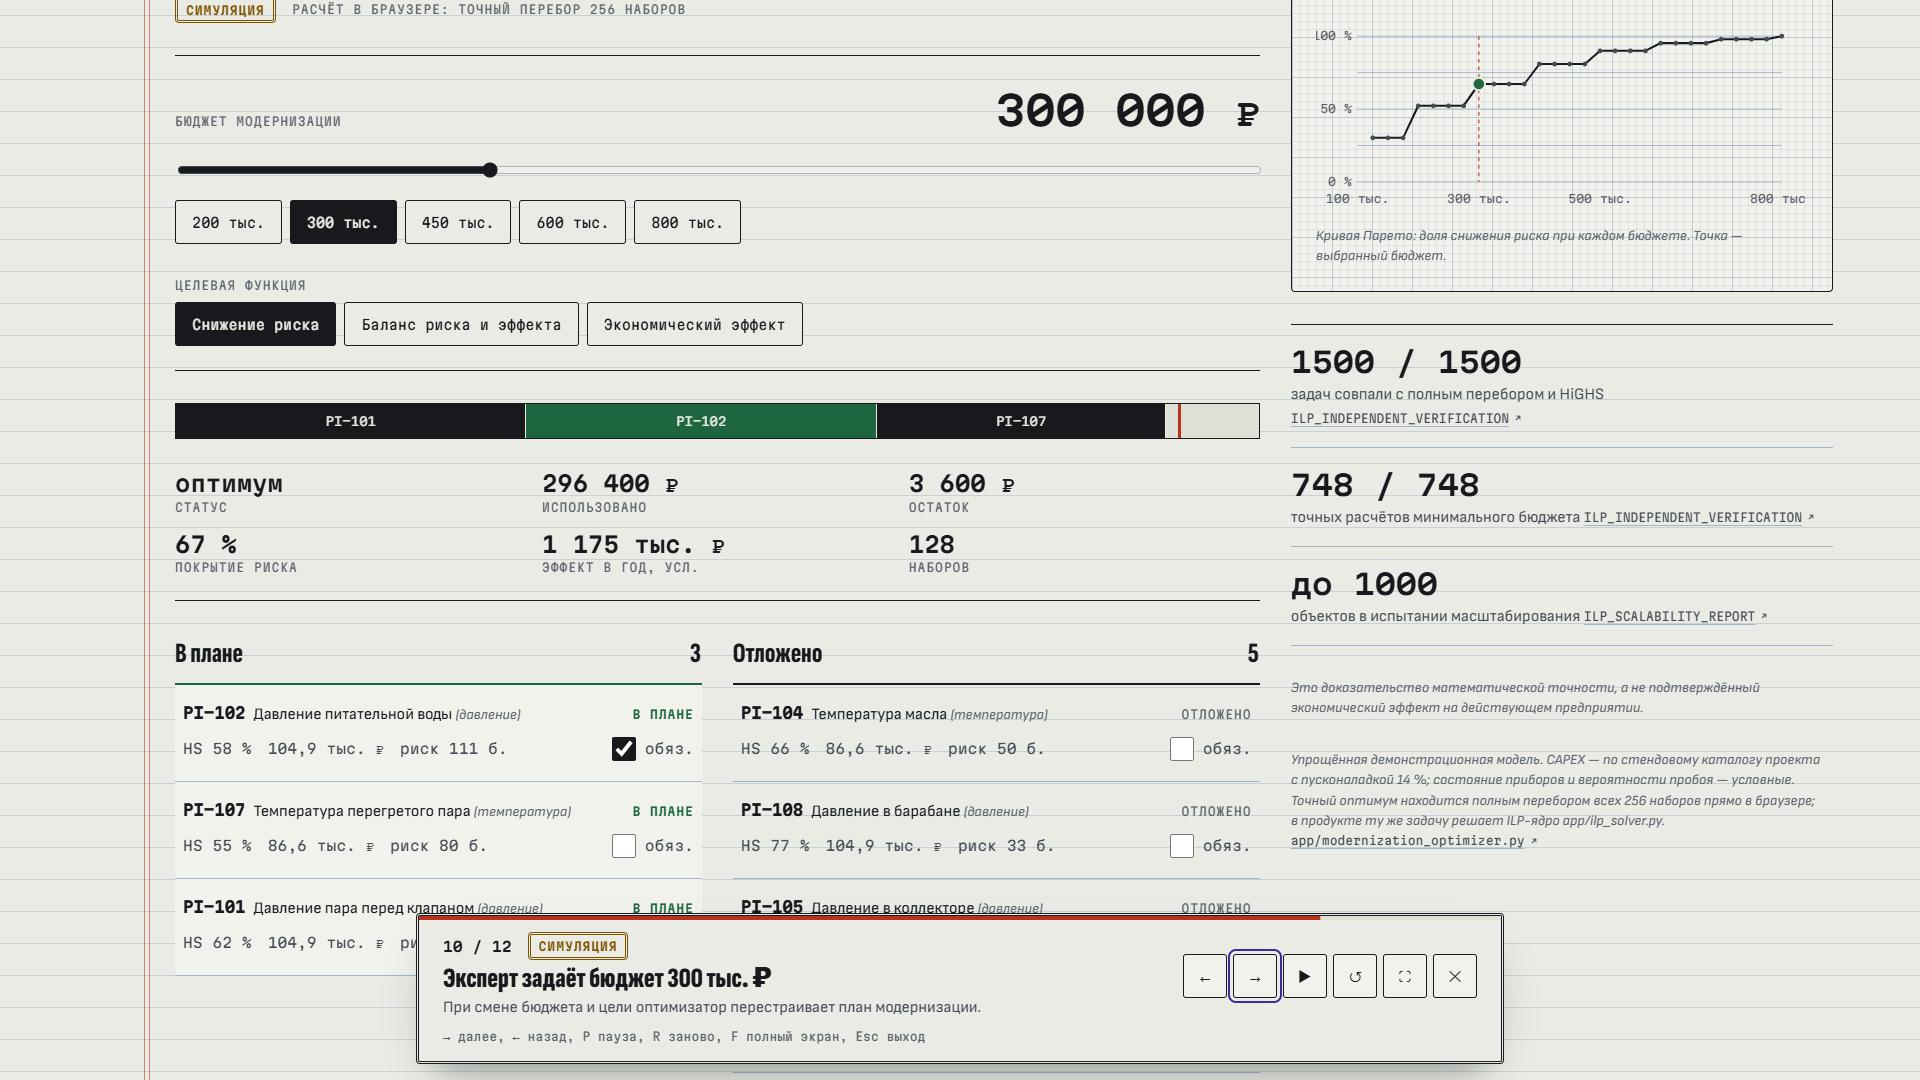 СИМУЛЯЦИЯ РАСЧЁТ В БРАУЗЕРЕ: ТОЧНЫЙ ПЕРЕБОР 256 НАБОРОВ
БЮДЖЕТ МОДЕРНИЗАЦИИ
300 000 ₽
200 тыс. 300 тыс. 450 тыс. 600 тыс. 800 тыс.
ЦЕЛЕВАЯ ФУНКЦИЯ
Снижение риска Баланс риска и эффекта Экономический эффект
PI-101 PI-102 PI-107
оптимум
СТАТУС
296 400 ₽
ИСПОЛЬЗОВАНО
3 600 ₽
ОСТАТОК
67 %
ПОКРЫТИЕ РИСКА
1 175 тыс. ₽
ЭФФЕКТ В ГОД, УСЛ.
128
НАБОРОВ
В плане 3
PI-102 Давление питательной воды (давление) В ПЛАНЕ
HS 58 % 104,9 тыс. ₽ риск 111 б. обяз.
PI-107 Температура перегретого пара (температура) В ПЛАНЕ
HS 55 % 86,6 тыс. ₽ риск 80 б. обяз.
PI-101 Давление пара перед клапаном (давление) В ПЛАНЕ
HS 62 % 104,9 тыс. ₽
Отложено 5
PI-104 Температура масла (температура) ОТЛОЖЕНО
HS 66 % 86,6 тыс. ₽ риск 50 б. обяз.
PI-108 Давление в барабане (давление) ОТЛОЖЕНО
HS 77 % 104,9 тыс. ₽ риск 33 б. обяз.
PI-105 Давление в коллекторе (давление) ОТЛОЖЕНО
100 %
50 %
0 %
100 тыс. 300 тыс. 500 тыс. 800 тыс
Кривая Парето: доля снижения риска при каждом бюджете. Точка —
выбранный бюджет.
1500 / 1500
задач совпали с полным перебором и HiGHS
ILP_INDEPENDENT_VERIFICATION ↗
748 / 748
точных расчётов минимального бюджета ILP_INDEPENDENT_VERIFICATION ↗
до 1000
объектов в испытании масштабирования ILP_SCALABILITY_REPORT ↗
Это доказательство математической точности, а не подтверждённый
экономический эффект на действующем предприятии.
Упрощённая демонстрационная модель. CAPEX — по стендовому каталогу проекта
с пусконаладкой 14 %; состояние приборов и вероятности пробоя — условные.
Точный оптимум находится полным перебором всех 256 наборов прямо в браузере;
в продукте ту же задачу решает ILP-ядро app/ilp_solver.py.
app/modernization_optimizer.py ↗
10 / 12 СИМУЛЯЦИЯ
Эксперт задаёт бюджет 300 тыс. ₽
При смене бюджета и цели оптимизатор перестраивает план модернизации.
→ далее, ← назад, P пауза, R заново, F полный экран, Esc выход